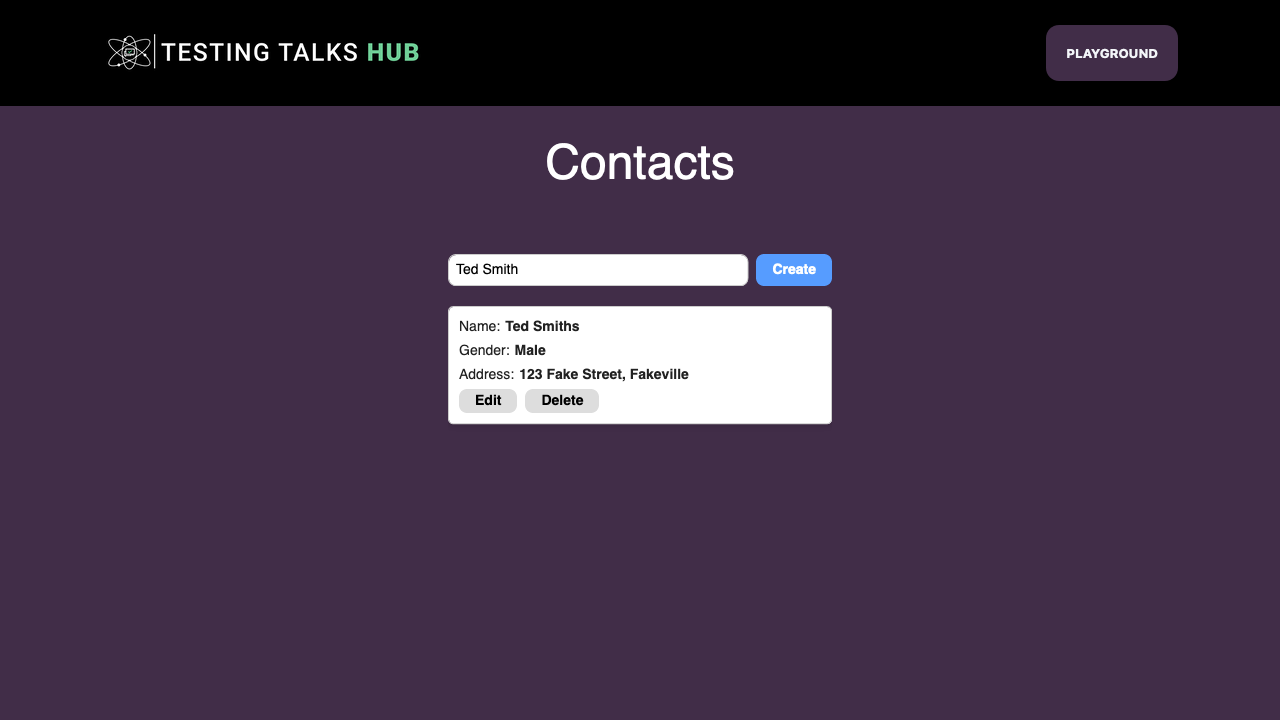 TESTING TALKS HUB
PLAYGROUND
Contacts
Ted Smith
Create
Name: Ted Smiths
Gender: Male
Address: 123 Fake Street, Fakeville
Edit
Delete